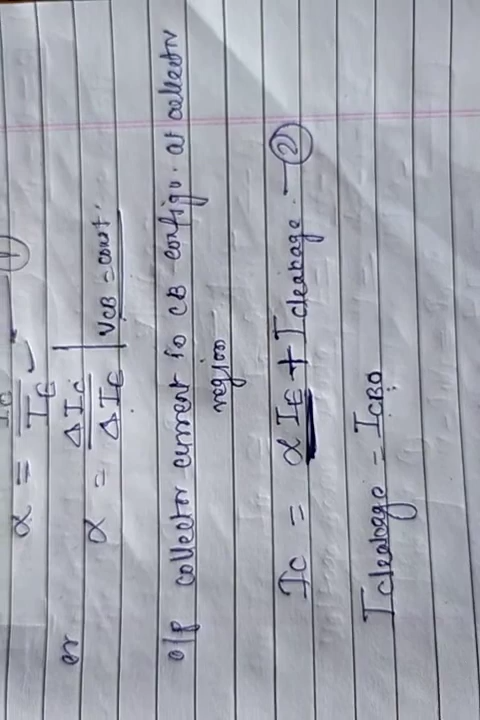 α = Ic / IE — ①
or
α = ΔIc / ΔIE | VCB = const.
o/p collector current in CB configu. at collector
region
Ic = αIE + Icleakage. — ②
Icleakage = ICBO